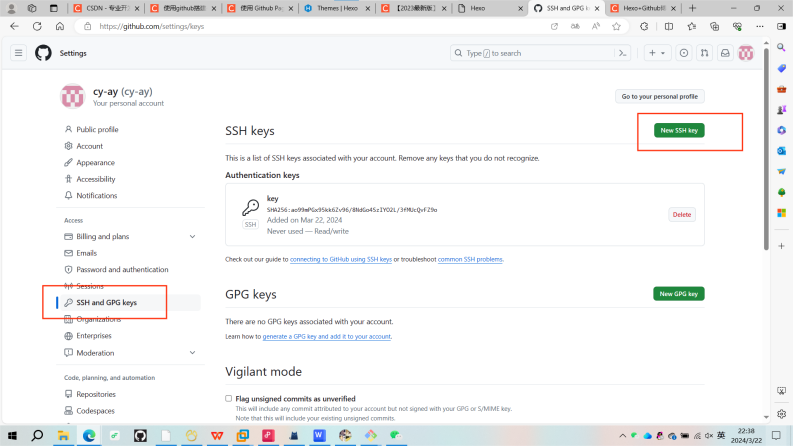 CSDN - 专业开发
使用github搭建
使用 Github Pag
Themes | Hexo
【2023最新版】
Hexo
SSH and GPG k
Hexo+Github
https://github.com/settings/keys
Settings
Type / to search
cy-ay (cy-ay)
Your personal account
Go to your personal profile
Public profile
Account
Appearance
Accessibility
Notifications
Access
Billing and plans
Emails
Password and authentication
Sessions
SSH and GPG keys
Organizations
Enterprises
Moderation
Code, planning, and automation
Repositories
Codespaces
SSH keys
New SSH key
This is a list of SSH keys associated with your account. Remove any keys that you do not recognize.
Authentication keys
key
SHA256:ao99mPGx95kk6Zv96/8NdGo4SzIYO2L/3fMUcQvFZ9o
Added on Mar 22, 2024
Never used — Read/write
SSH
Delete
Check out our guide to connecting to GitHub using SSH keys or troubleshoot common SSH problems.
GPG keys
New GPG key
There are no GPG keys associated with your account.
Learn how to generate a GPG key and add it to your account.
Vigilant mode
Flag unsigned commits as unverified
This will include any commit attributed to your account but not signed with your GPG or S/MIME key.
Note that this will include your existing unsigned commits.
英
22:38
2024/3/22